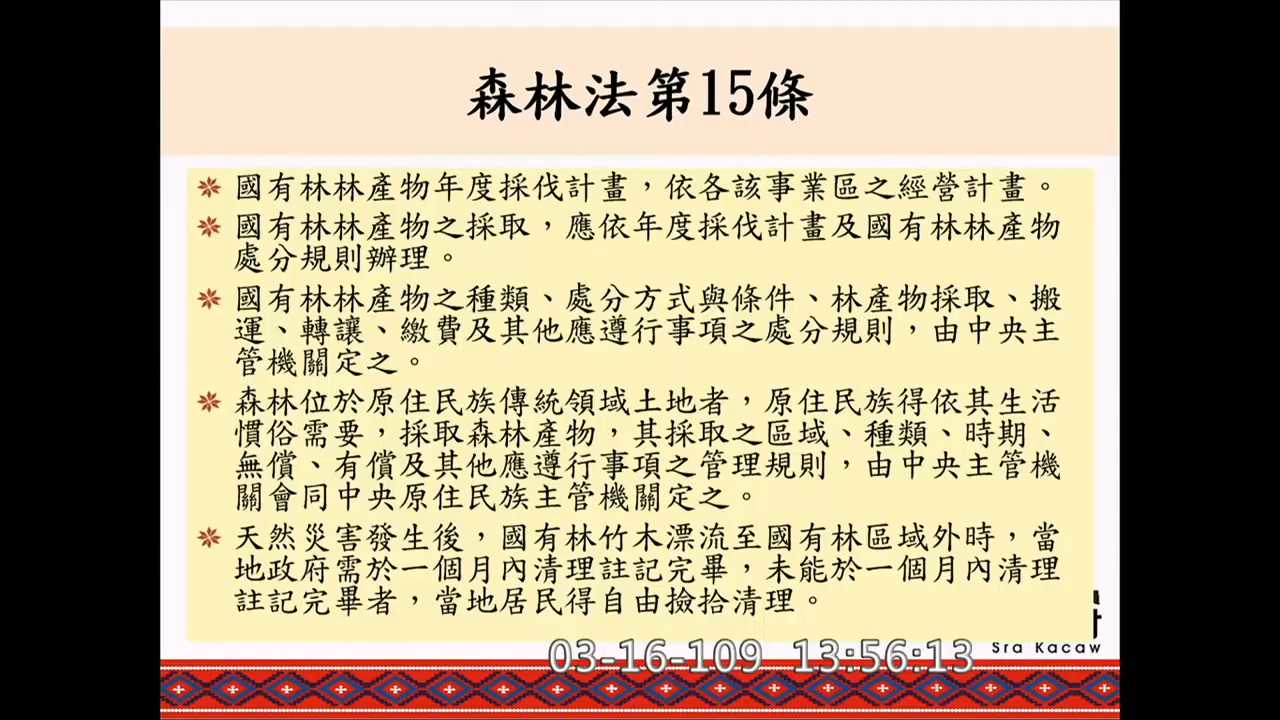 森林法第15條
國有林林產物年度採伐計畫，依各該事業區之經營計畫。
國有林林產物之採取，應依年度採伐計畫及國有林林產物
處分規則辦理。
國有林林產物之種類、處分方式與條件、林產物採取、搬
運、轉讓、繳費及其他應遵行事項之處分規則，由中央主
管機關定之。
森林位於原住民族傳統領域土地者，原住民族得依其生活
慣俗需要，採取森林產物，其採取之區域、種類、時期、
無償、有償及其他應遵行事項之管理規則，由中央主管機
關會同中央原住民族主管機關定之。
天然災害發生後，國有林竹木漂流至國有林區域外時，當
地政府需於一個月內清理註記完畢，未能於一個月內清理
註記完畢者，當地居民得自由撿拾清理。
Sra Kacaw
03-16-109 13:56:13